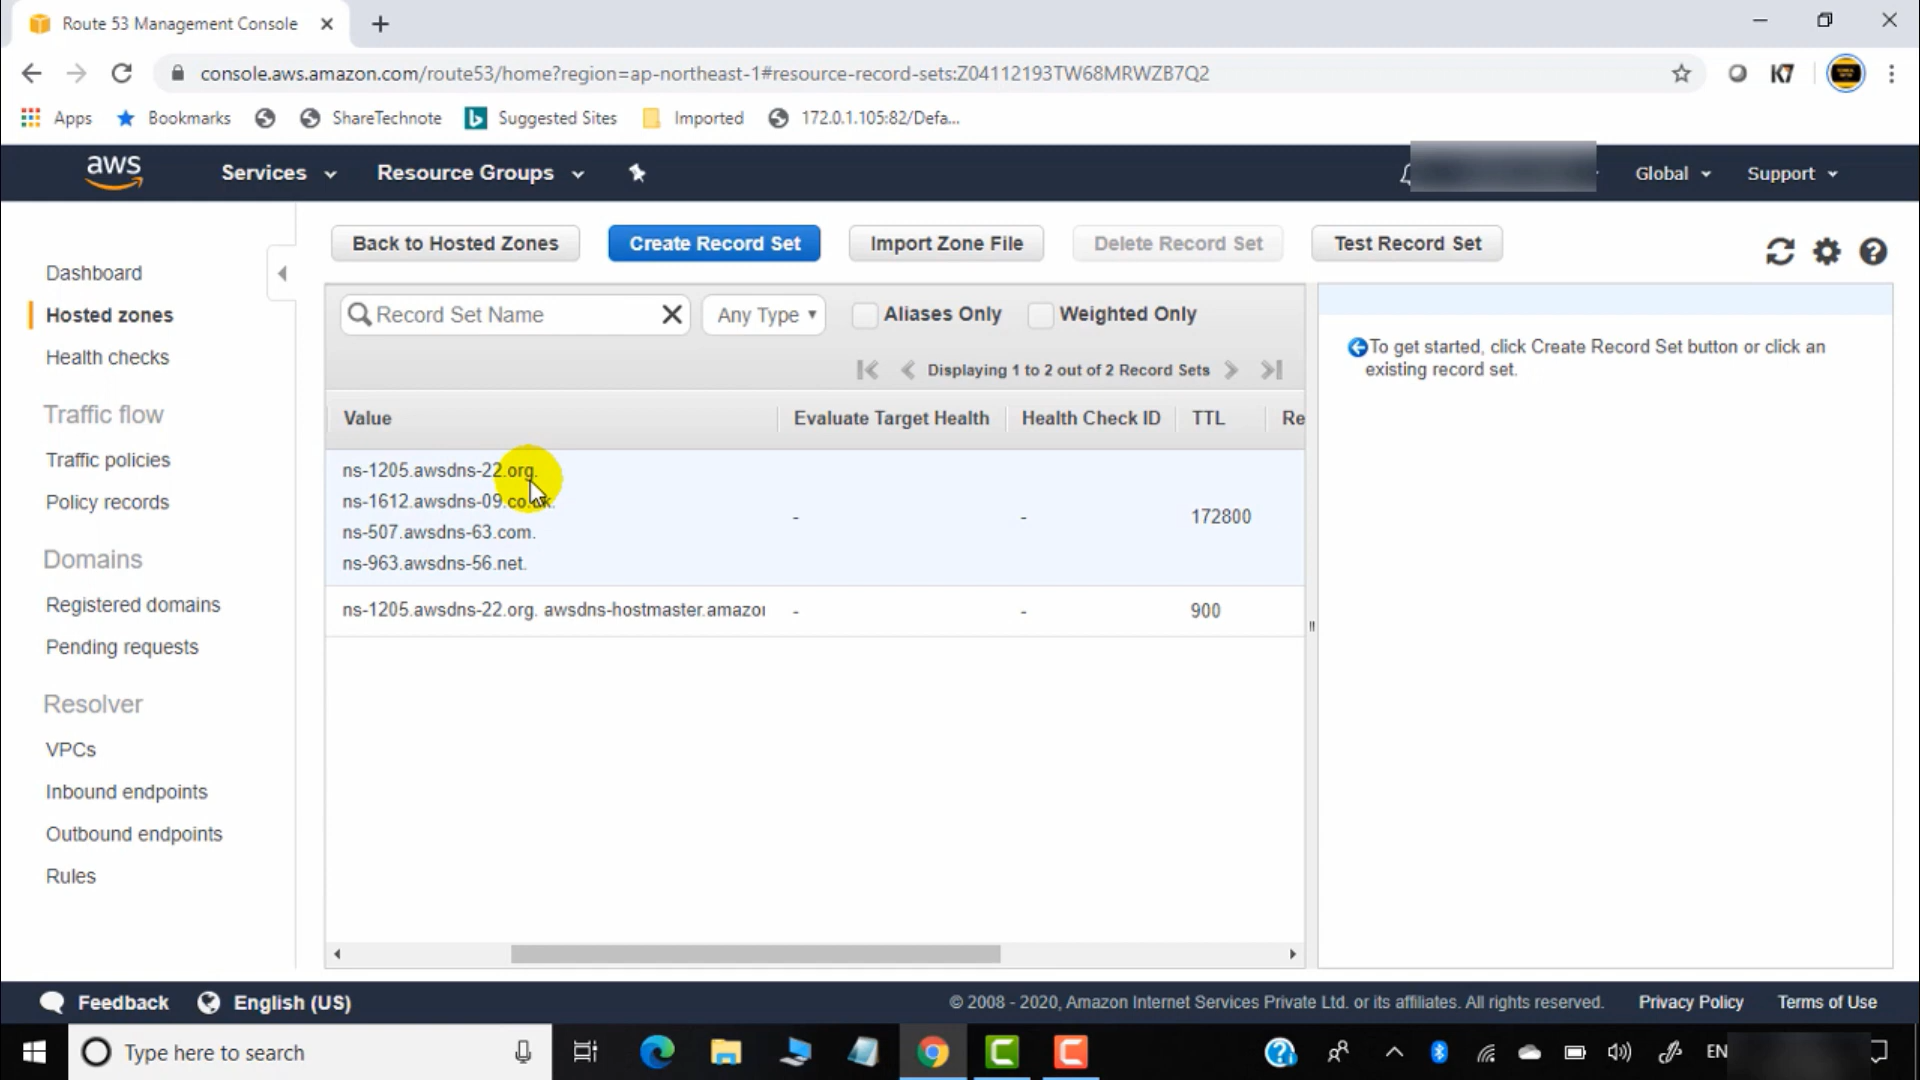 Route 53 Management Console
console.aws.amazon.com/route53/home?region=ap-northeast-1#resource-record-sets:Z04112193TW68MRWZB7Q2
K7
Apps Bookmarks ShareTechnote Suggested Sites Imported 172.0.1.105:82/Defa...
aws Services Resource Groups Global Support
Back to Hosted Zones Create Record Set Import Zone File Delete Record Set Test Record Set
Dashboard
Hosted zones
Health checks
Traffic flow
Traffic policies
Policy records
Domains
Registered domains
Pending requests
Resolver
VPCs
Inbound endpoints
Outbound endpoints
Rules
Record Set Name Any Type Aliases Only Weighted Only
Displaying 1 to 2 out of 2 Record Sets
Value Evaluate Target Health Health Check ID TTL Re
ns-1205.awsdns-22.org.
ns-1612.awsdns-09.co.uk.
ns-507.awsdns-63.com.
ns-963.awsdns-56.net.
- - 172800
ns-1205.awsdns-22.org. awsdns-hostmaster.amazon - - 900
To get started, click Create Record Set button or click an
existing record set.
Feedback English (US) © 2008 - 2020, Amazon Internet Services Private Ltd. or its affiliates. All rights reserved. Privacy Policy Terms of Use
Type here to search
EN